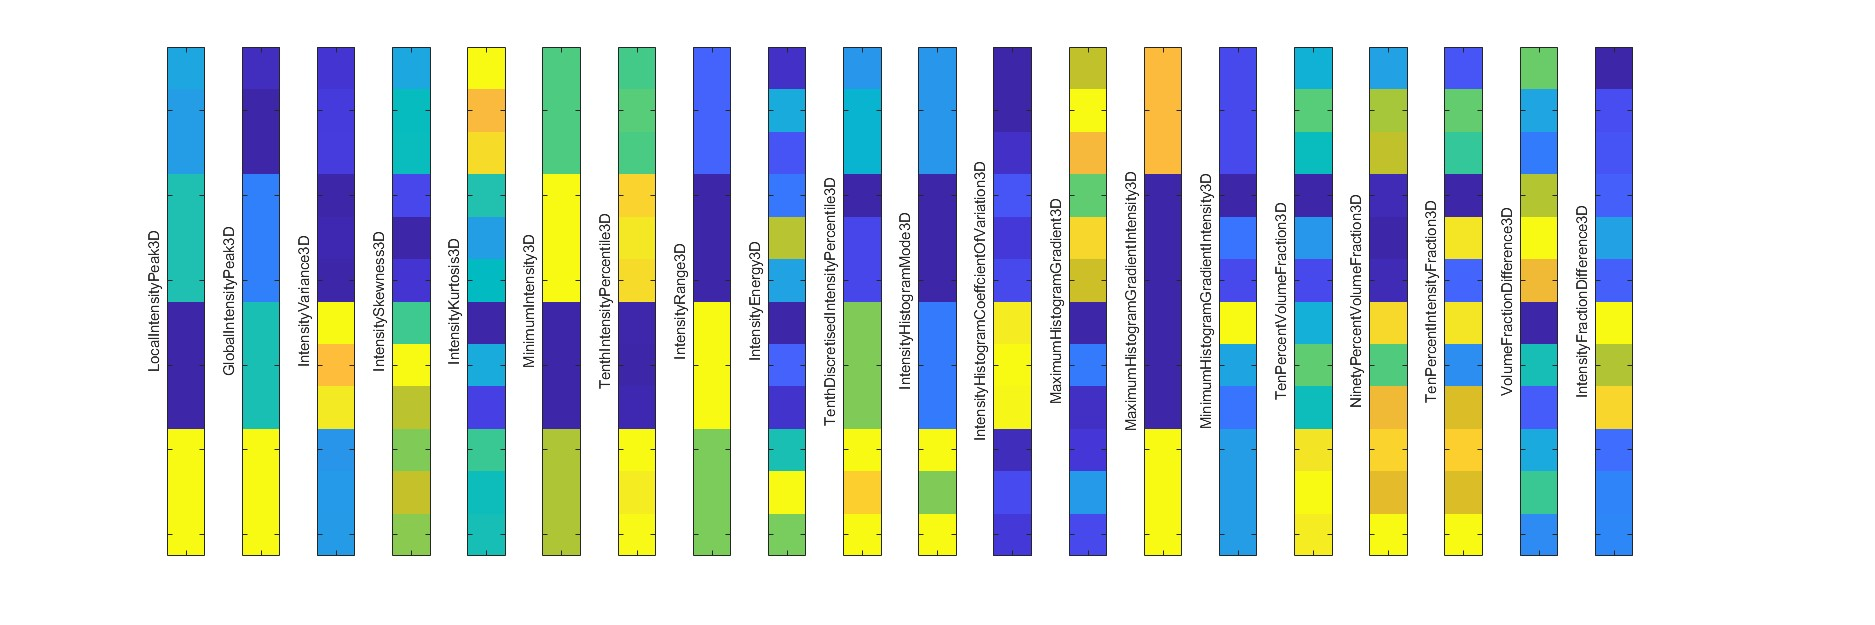 LocalIntensityPeak3D
GlobalIntensityPeak3D
IntensityVariance3D
IntensitySkewness3D
IntensityKurtosis3D
MinimumIntensity3D
TenthIntensityPercentile3D
IntensityRange3D
IntensityEnergy3D
TenthDiscretisedIntensityPercentile3D
IntensityHistogramMode3D
IntensityHistogramCoefficientOfVariation3D
MaximumHistogramGradient3D
MaximumHistogramGradientIntensity3D
MinimumHistogramGradientIntensity3D
TenPercentVolumeFraction3D
NinetyPercentVolumeFraction3D
TenPercentIntensityFraction3D
VolumeFractionDifference3D
IntensityFractionDifference3D